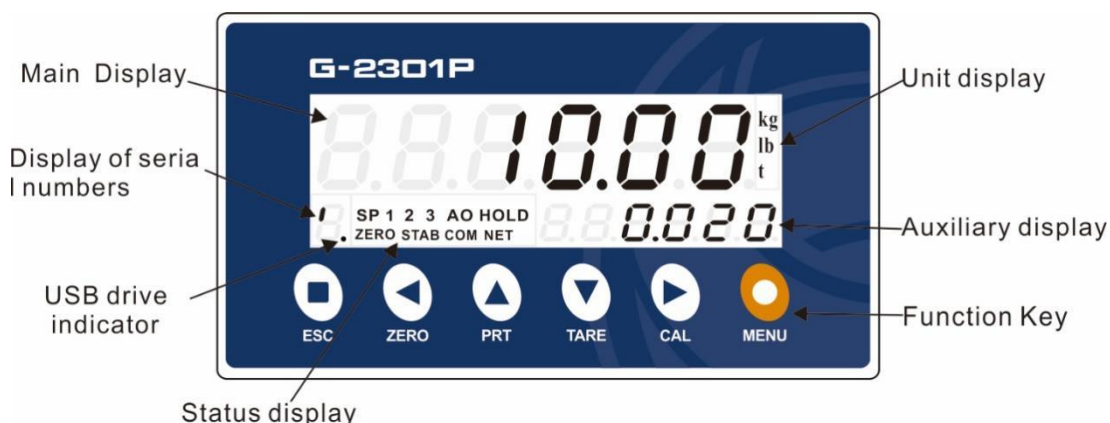 G-2301P
Main Display
Unit display
10.00
kg
lb
t
Display of seria
l numbers
SP 1 2 3 AO HOLD
ZERO STAB COM NET
0.020
Auxiliary display
USB drive
indicator
ESC
ZERO
PRT
TARE
CAL
MENU
Function Key
Status display